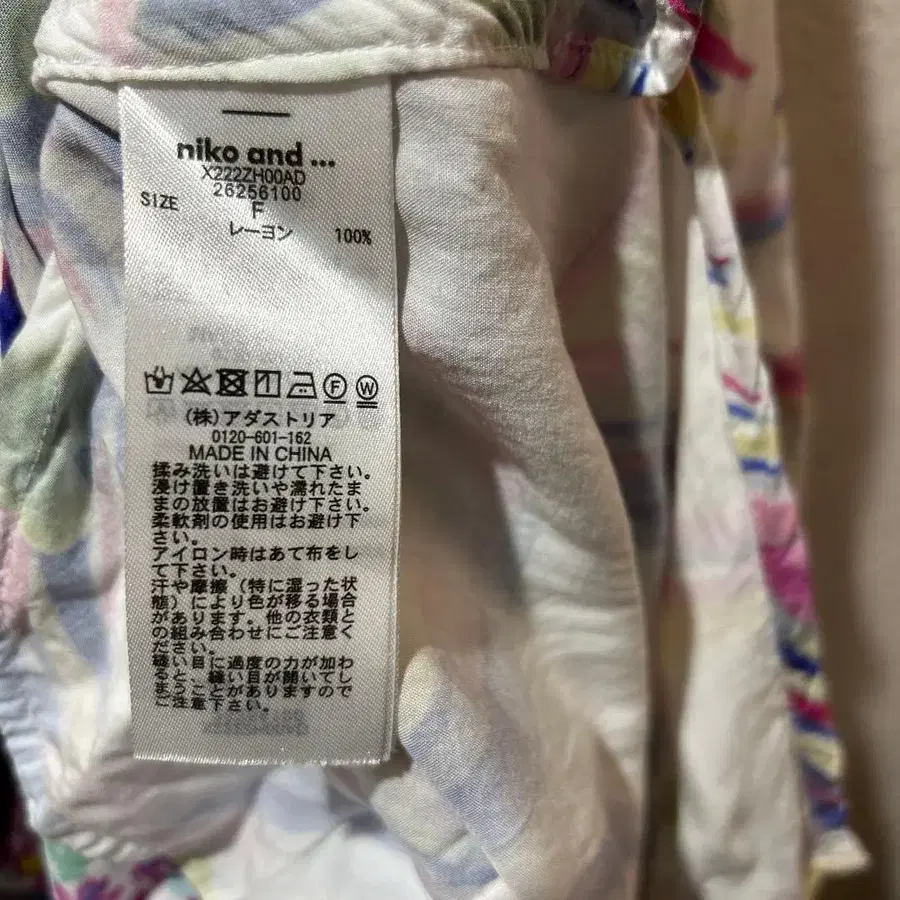 niko and ...
X222ZH00AD
26256100
SIZE F
レーヨン 100%
F W
(株)アダストリア
0120-601-162
MADE IN CHINA
揉み洗いは避けて下さい。
浸け置き洗いや濡れたま
まの放置はお避け下さい。
柔軟剤の使用はお避け下
さい。
アイロン時はあて布をし
て下さい。
汗や摩擦（特に湿った状
態）により色が移る場合
があります。他の衣類と
の組み合わせにご注意く
ださい。
縫い目に過度の力が加わ
ると、縫い目が開いてし
まうことがありますので
ご注意下さい。